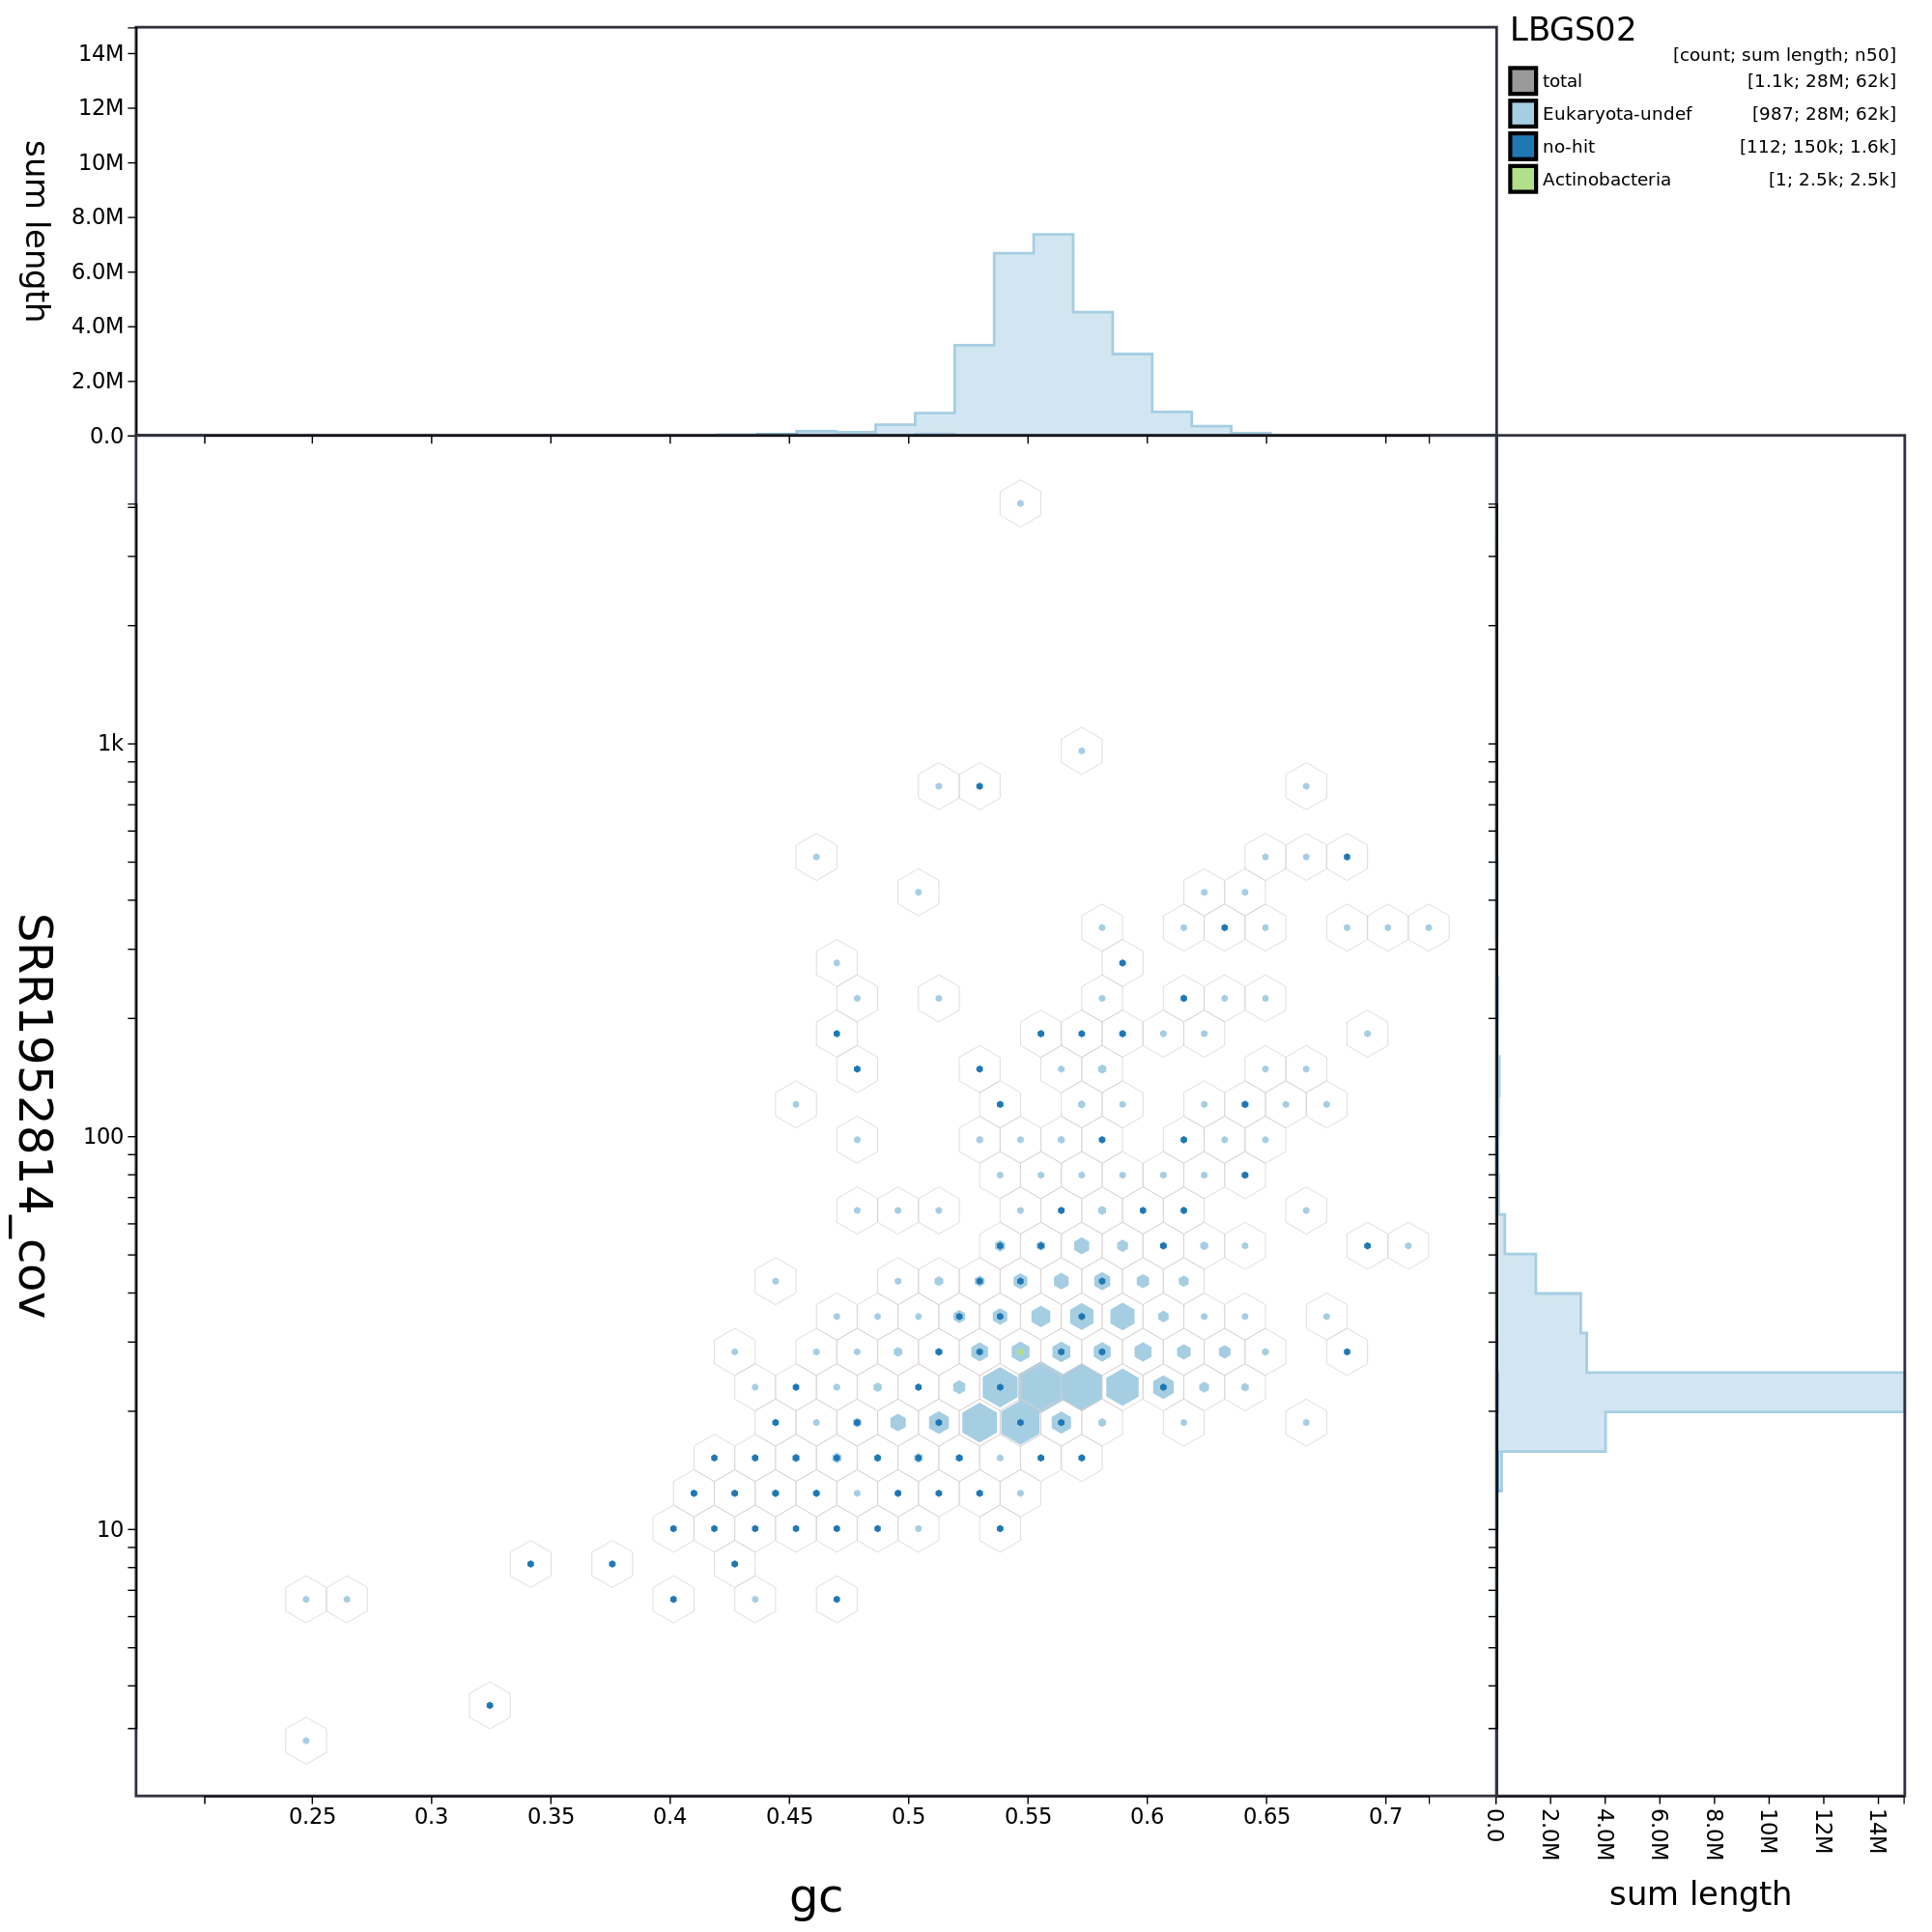 LBGS02
[count; sum length; n50]
total [1.1k; 28M; 62k]
Eukaryota-undef [987; 28M; 62k]
no-hit [112; 150k; 1.6k]
Actinobacteria [1; 2.5k; 2.5k]
sum length
14M
12M
10M
8.0M
6.0M
4.0M
2.0M
0.0
SRR1952814_cov
1k
100
10
0.25 0.3 0.35 0.4 0.45 0.5 0.55 0.6 0.65 0.7
gc
0.0 2.0M 4.0M 6.0M 8.0M 10M 12M 14M
sum length